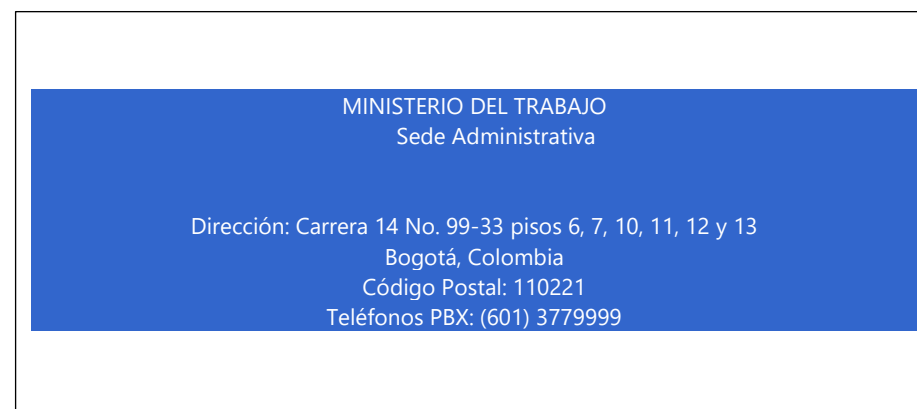 MINISTERIO DEL TRABAJO
Sede Administrativa
Dirección: Carrera 14 No. 99-33 pisos 6, 7, 10, 11, 12 y 13
Bogotá, Colombia
Código Postal: 110221
Teléfonos PBX: (601) 3779999